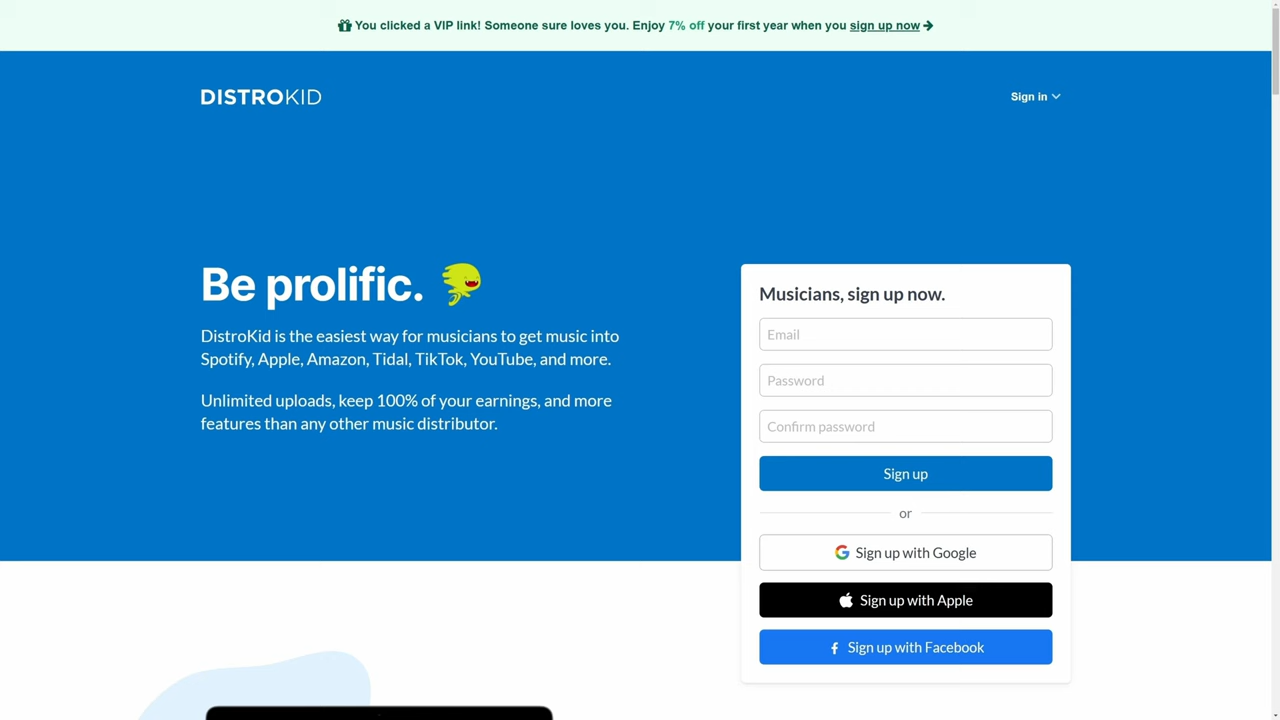 You clicked a VIP link! Someone sure loves you. Enjoy 7% off your first year when you sign up now
DISTROKID
Sign in
Be prolific.
DistroKid is the easiest way for musicians to get music into
Spotify, Apple, Amazon, Tidal, TikTok, YouTube, and more.
Unlimited uploads, keep 100% of your earnings, and more
features than any other music distributor.
Musicians, sign up now.
Email
Password
Confirm password
Sign up
or
Sign up with Google
Sign up with Apple
Sign up with Facebook